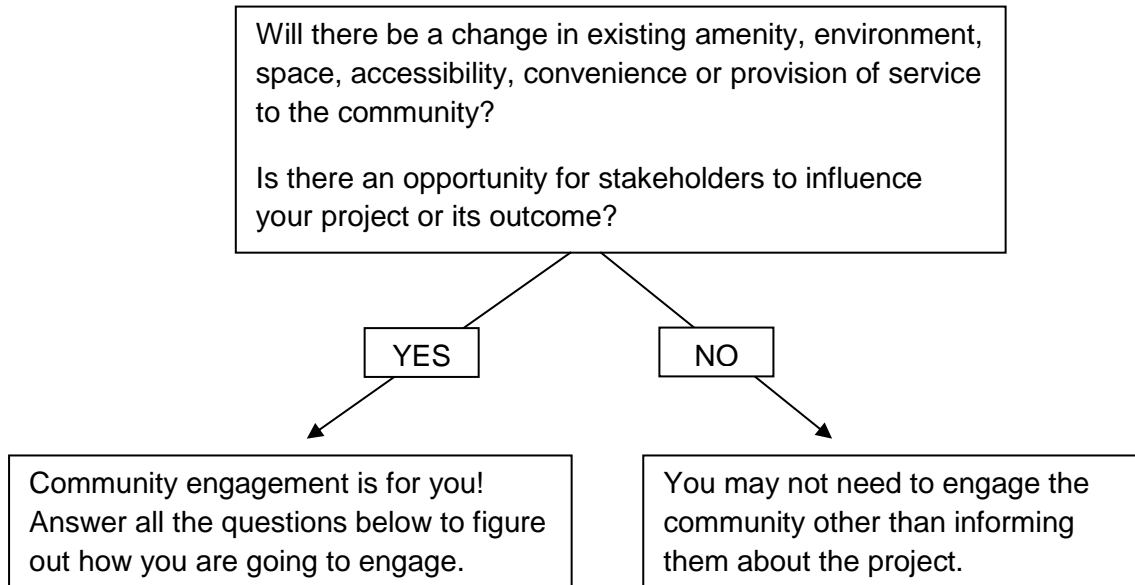 Will there be a change in existing amenity, environment,
space, accessibility, convenience or provision of service
to the community?
Is there an opportunity for stakeholders to influence
your project or its outcome?
YES
NO
Community engagement is for you!
Answer all the questions below to figure
out how you are going to engage.
You may not need to engage the
community other than informing
them about the project.